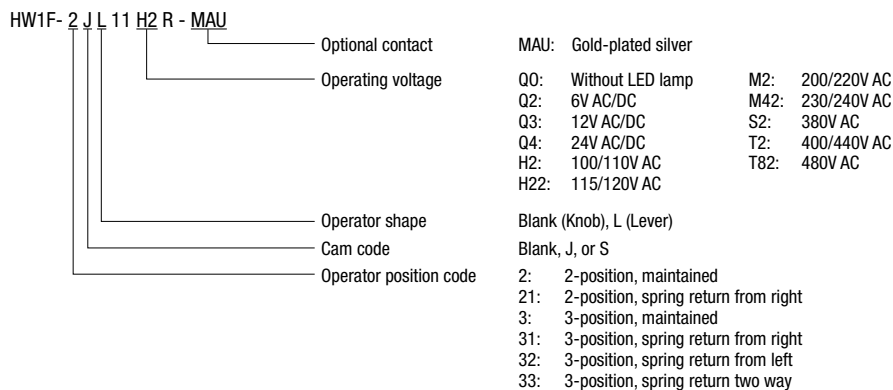 HW1F- 2 J L 11 H2 R - MAU
Optional contact MAU: Gold-plated silver
Operating voltage Q0: Without LED lamp M2: 200/220V AC
Q2: 6V AC/DC M42: 230/240V AC
Q3: 12V AC/DC S2: 380V AC
Q4: 24V AC/DC T2: 400/440V AC
H2: 100/110V AC T82: 480V AC
H22: 115/120V AC
Operator shape Blank (Knob), L (Lever)
Cam code Blank, J, or S
Operator position code 2: 2-position, maintained
21: 2-position, spring return from right
3: 3-position, maintained
31: 3-position, spring return from right
32: 3-position, spring return from left
33: 3-position, spring return two way